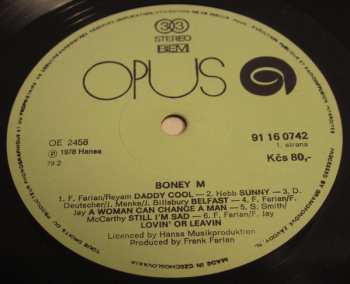 33
STEREO
BEM
OPUS
OE 2458
℗ 1978 Hansa
79 2
91 16 0742
1. strana
Kčs 80,-
BONEY M
1. F. Farian/Reyam DADDY COOL - 2. Hebb SUNNY - 3. D.
Deutscher/J. Menke/J. Billsbury BELFAST - 4. F. Farian/F.
Jay A WOMAN CAN CHANGE A MAN - 5. S. Smith/
McCarthy STILL I'M SAD - 6. F. Farian/F. Jay
LOVIN' OR LEAVIN
Licenced by Hansa Musikproduktion
Produced by Frank Farian
MADE IN CZECHOSLOVAKIA